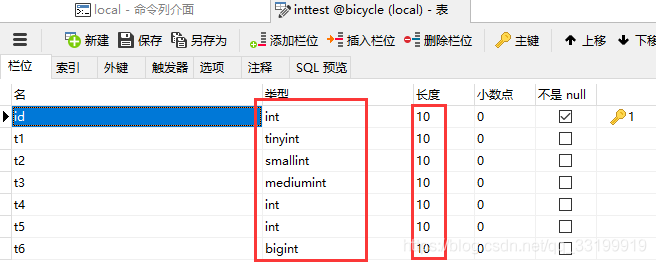 local - 命令列介面 inttest @bicycle (local) - 表
新建 保存 另存为 添加栏位 插入栏位 删除栏位 主键 上移 下移
栏位 索引 外键 触发器 选项 注释 SQL 预览
名 类型 长度 小数点 不是 null
id int 10 0 1
t1 tinyint 10 0
t2 smallint 10 0
t3 mediumint 10 0
t4 int 10 0
t5 int 10 0
t6 bigint 10 0
https://blog.csdn.net/qq_33199919